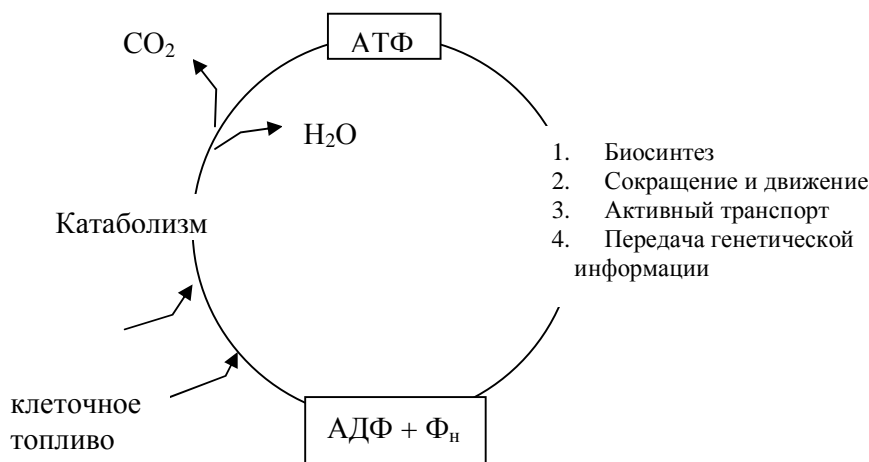 CO₂
АТФ
H₂O
1. Биосинтез
2. Сокращение и движение
3. Активный транспорт
4. Передача генетической
информации
Катаболизм
клеточное
топливо
АДФ + Фн